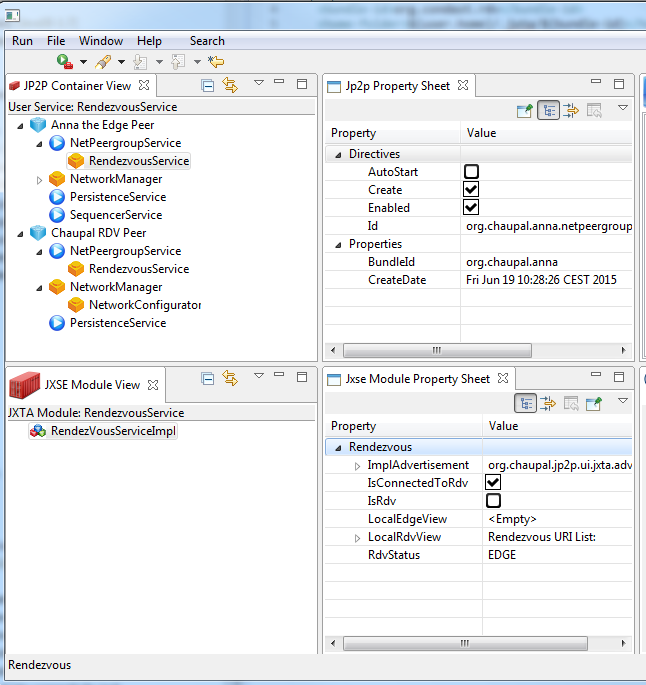 Run File Window Help Search
JP2P Container View
User Service: RendezvousService
Anna the Edge Peer
NetPeergroupService
RendezvousService
NetworkManager
PersistenceService
SequencerService
Chaupal RDV Peer
NetPeergroupService
RendezvousService
NetworkManager
NetworkConfigurator
PersistenceService
Jp2p Property Sheet
Property Value
Directives
AutoStart
Create
Enabled
Id org.chaupal.anna.netpeergroup
Properties
BundleId org.chaupal.anna
CreateDate Fri Jun 19 10:28:26 CEST 2015
JXSE Module View
JXTA Module: RendezvousService
RendezVousServiceImpl
Jxse Module Property Sheet
Property Value
Rendezvous
ImplAdvertisement org.chaupal.jp2p.ui.jxta.adv
IsConnectedToRdv
IsRdv
LocalEdgeView <Empty>
LocalRdvView Rendezvous URI List:
RdvStatus EDGE
Rendezvous